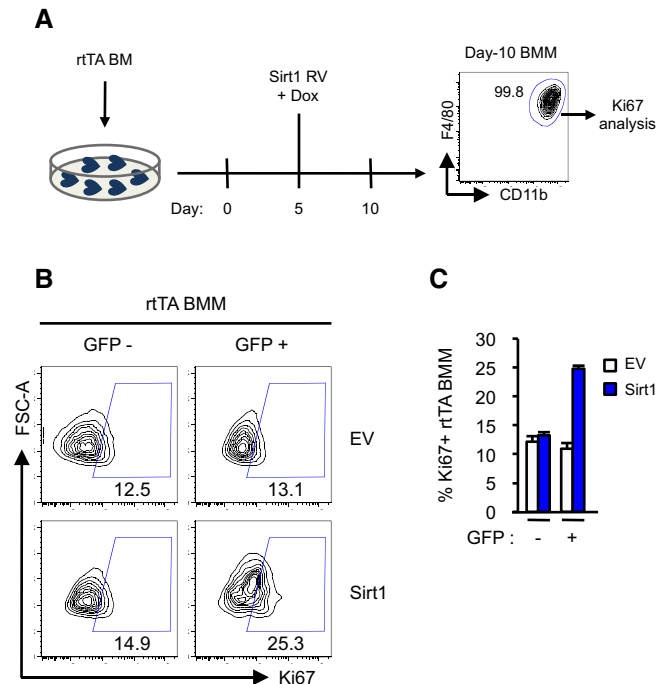 A
rtTA BM
Sirt1 RV
+ Dox
Day: 0 5 10
Day-10 BMM
99.8
F4/80
CD11b
Ki67
analysis
B
rtTA BMM
GFP - GFP +
FSC-A
12.5 13.1
EV
14.9 25.3
Sirt1
Ki67
C
% Ki67+ rtTA BMM
30
25
20
15
10
5
0
EV
Sirt1
GFP : - +